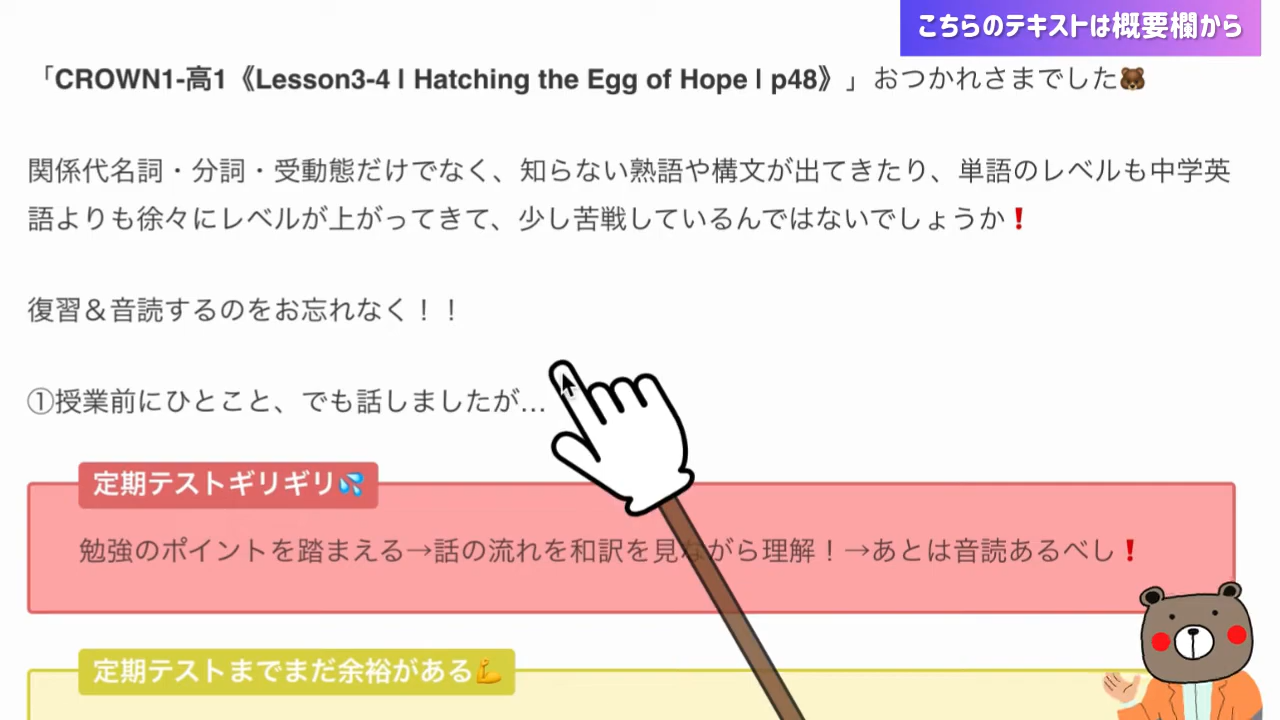 こちらのテキストは概要欄から
「CROWN1-高1《Lesson3-4 | Hatching the Egg of Hope | p48》」おつかれさまでした🐻
関係代名詞・分詞・受動態だけでなく、知らない熟語や構文が出てきたり、単語のレベルも中学英
語よりも徐々にレベルが上がってきて、少し苦戦しているんではないでしょうか❗
復習＆音読するのをお忘れなく！！
①授業前にひとこと、でも話しましたが…
定期テストギリギリ💦
勉強のポイントを踏まえる→話の流れを和訳を見ながら理解！→あとは音読あるべし❗
定期テストまでまだ余裕がある💪